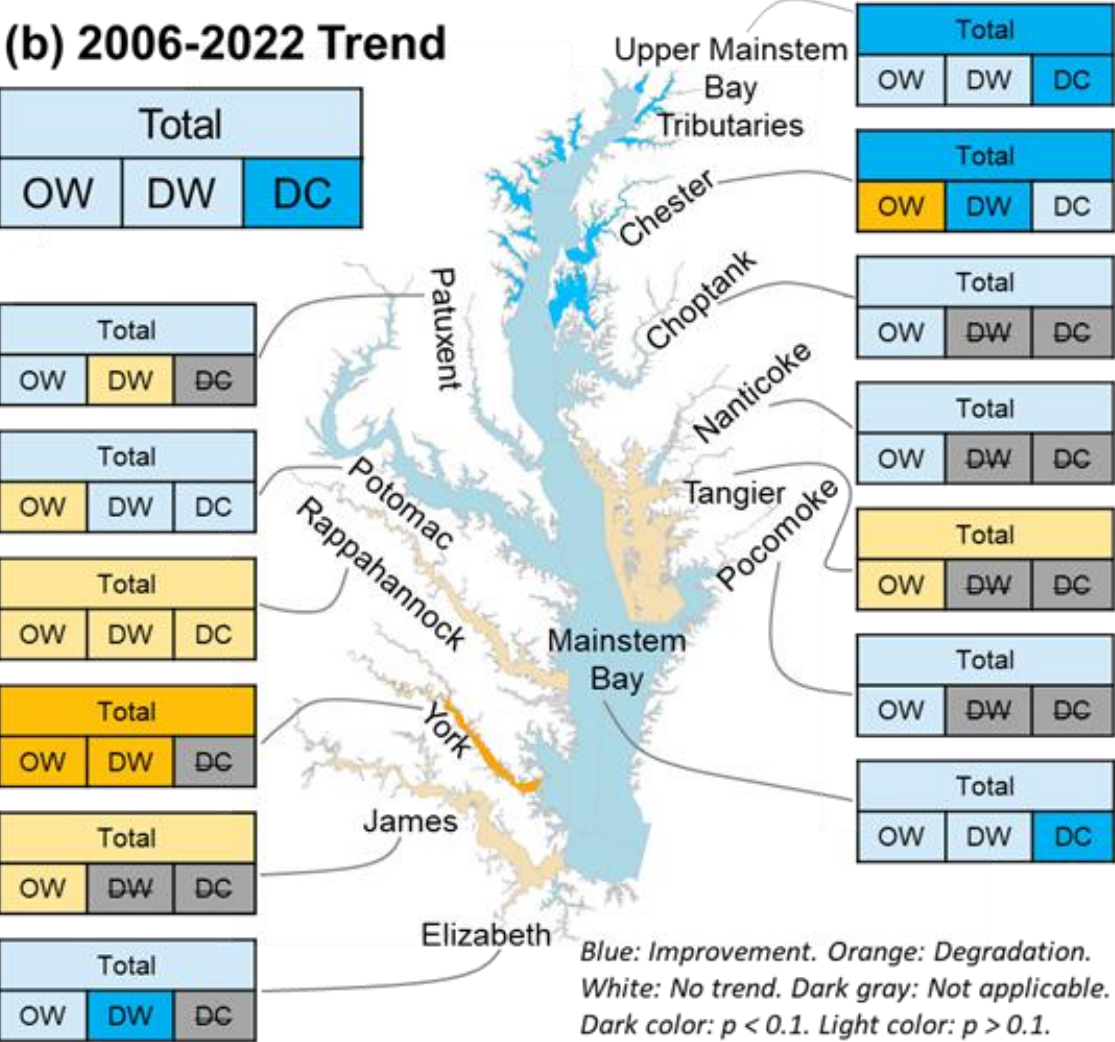 (b) 2006-2022 Trend
Total
OW DW DC
Total
OW DW DC
Total
OW DW DC
Total
OW DW DC
Total
OW DW DC
Total
OW DW DC
Total
OW DW DC
Upper Mainstem
Bay
Tributaries
Chester
Choptank
Patuxent
Nanticoke
Tangier
Pocomoke
Potomac
Rappahannock
Mainstem
Bay
York
James
Elizabeth
Total
OW DW DC
Total
OW DW DC
Total
OW DW DC
Total
OW DW DC
Total
OW DW DC
Total
OW DW DC
Total
OW DW DC
Blue: Improvement. Orange: Degradation.
White: No trend. Dark gray: Not applicable.
Dark color: p < 0.1. Light color: p > 0.1.